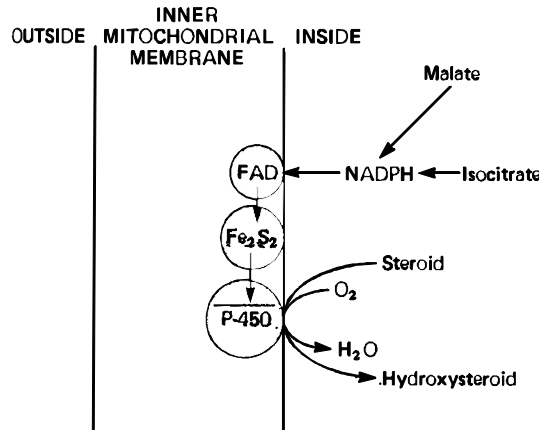 INNER
OUTSIDE MITOCHONDRIAL INSIDE
MEMBRANE
Malate
FAD NADPH Isocitrate
Fe₂S₂
Steroid
O₂
P-450
H₂O
.Hydroxysteroid